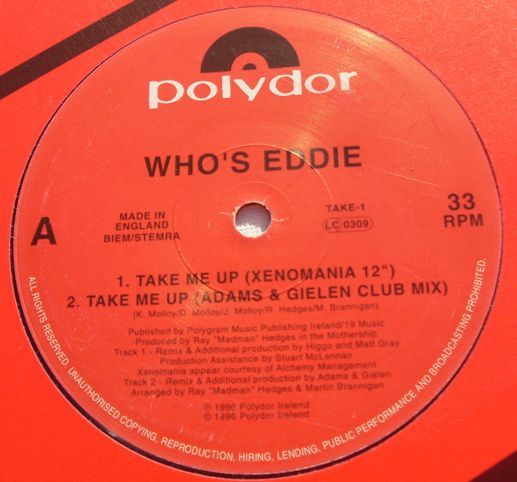 polydor
WHO'S EDDIE
A
MADE IN
ENGLAND
BIEM/STEMRA
TAKE-1
LC 0309
33
RPM
1. TAKE ME UP (XENOMANIA 12")
2. TAKE ME UP (ADAMS & GIELEN CLUB MIX)
(K. Molloy/D. Molloy/J. Molloy/R. Hedges/M. Brannigan)
Published by Polygram Music Publishing Ireland/19 Music
Produced by Ray "Madman" Hedges in the Mothership
Track 1 - Remix & Additional production by Higgo and Matt Gray
Production Assistance by Stuart McLennan
Xenomania appear courtesy of Alchemy Management
Track 2 - Remix & Additional production by Adams & Gielen
Arranged by Ray "Madman" Hedges & Martin Brannigan
℗ 1996 Polydor Ireland
© 1996 Polydor Ireland
ALL RIGHTS RESERVED. UNAUTHORISED COPYING, REPRODUCTION, HIRING, LENDING, PUBLIC PERFORMANCE AND BROADCASTING PROHIBITED.